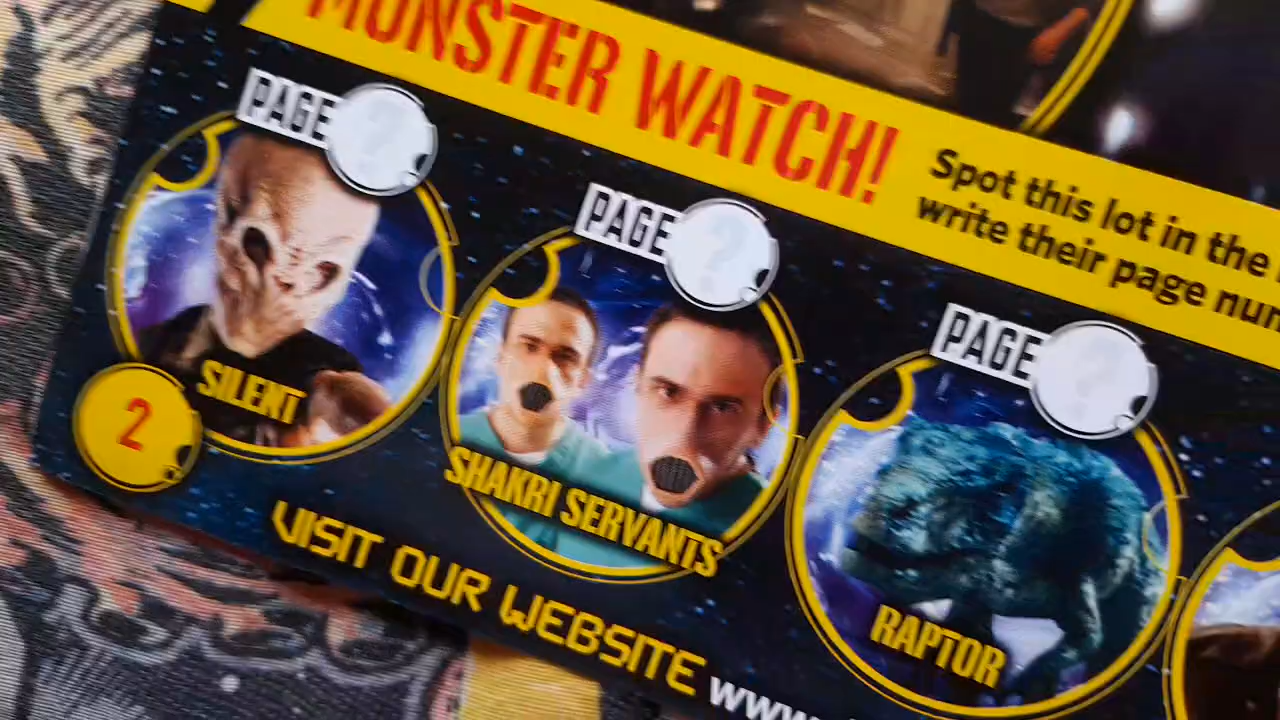 MONSTER WATCH!
Spot this lot in the
write their page num
PAGE ?
SILENT
PAGE ?
SHAKRI SERVANTS
PAGE ?
RAPTOR
2
VISIT OUR WEBSITE www.